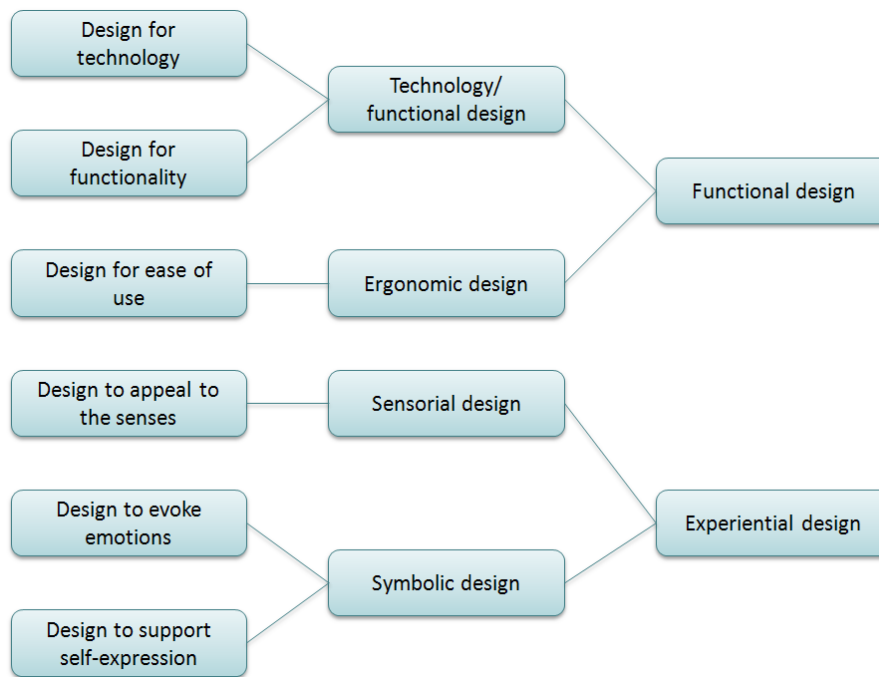 Design for
technology
Technology/
functional design
Design for
functionality
Functional design
Design for ease of
use
Ergonomic design
Design to appeal to
the senses
Sensorial design
Design to evoke
emotions
Experiential design
Symbolic design
Design to support
self-expression